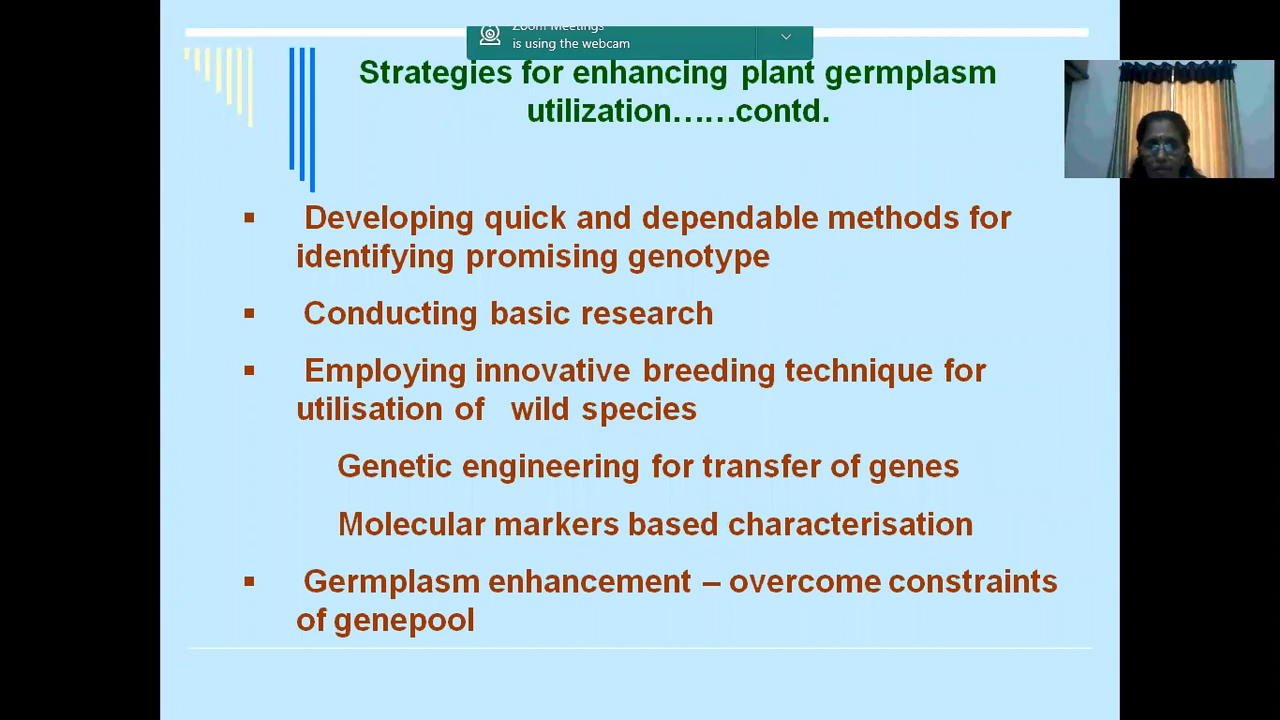 Zoom Meetings
is using the webcam
Strategies for enhancing plant germplasm
utilization……contd.
▪ Developing quick and dependable methods for
identifying promising genotype
▪ Conducting basic research
▪ Employing innovative breeding technique for
utilisation of wild species
Genetic engineering for transfer of genes
Molecular markers based characterisation
▪ Germplasm enhancement – overcome constraints
of genepool